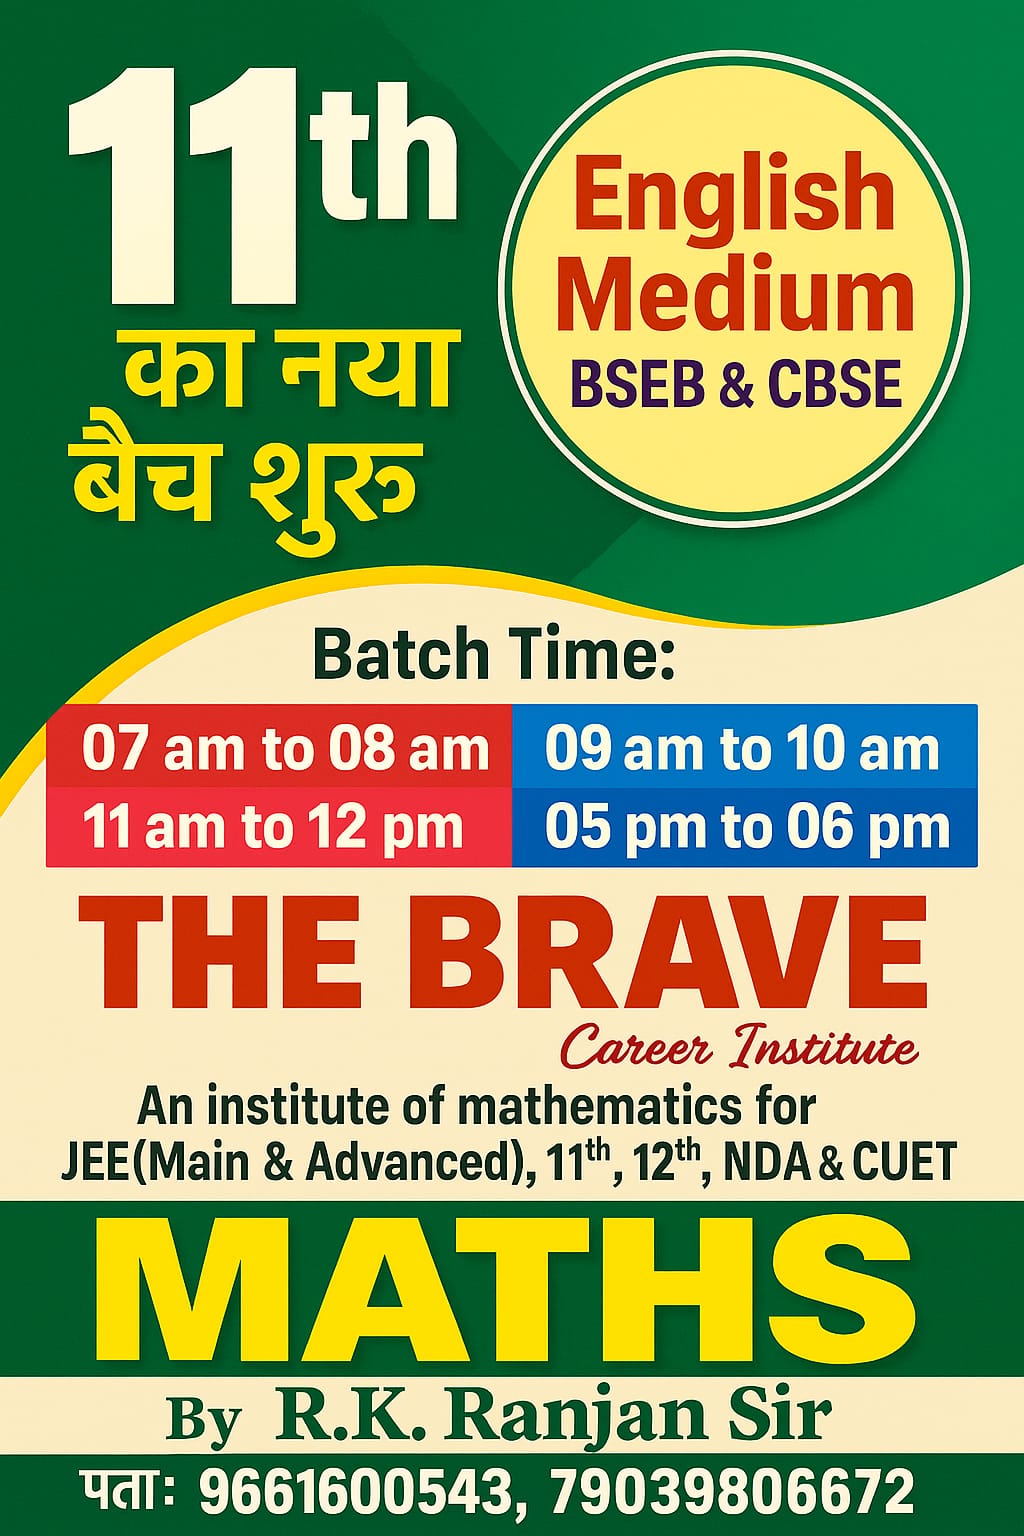 11th
का नया
बैच शुरू
English
Medium
BSEB & CBSE
Batch Time:
07 am to 08 am
09 am to 10 am
11 am to 12 pm
05 pm to 06 pm
THE BRAVE
Career Institute
An institute of mathematics for
JEE(Main & Advanced), 11th, 12th, NDA & CUET
MATHS
By R.K. Ranjan Sir
पताः 9661600543, 79039806672